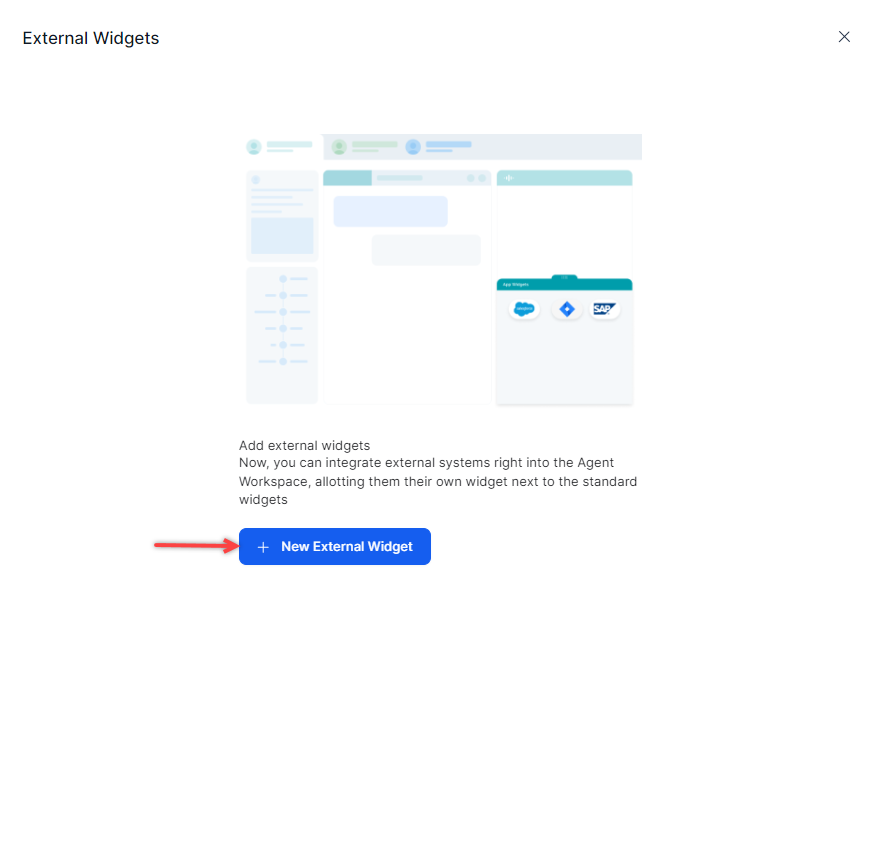 External Widgets
App Widgets
SAP
Add external widgets
Now, you can integrate external systems right into the Agent
Workspace, allotting them their own widget next to the standard
widgets
+ New External Widget